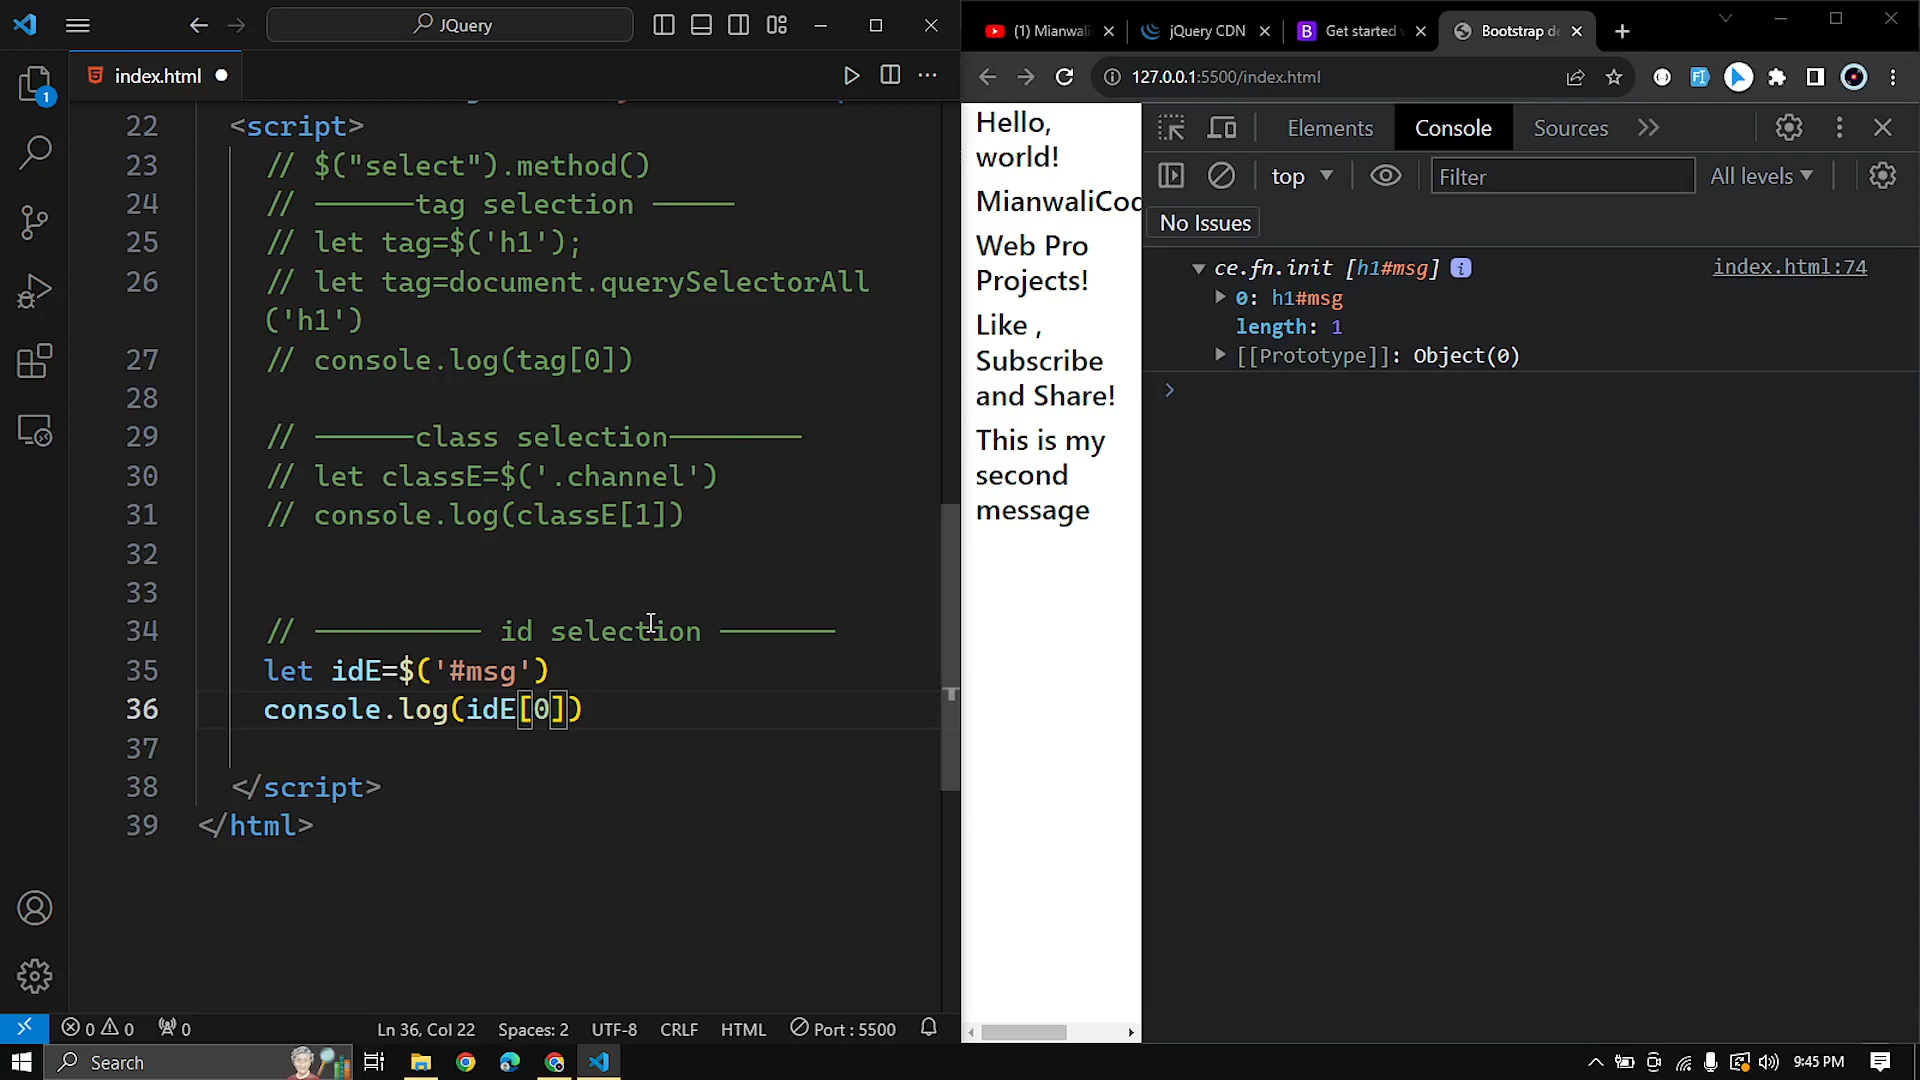 JQuery
index.html
22 <script>
23 // $("select").method()
24 // ------tag selection -----
25 // let tag=$('h1');
26 // let tag=document.querySelectorAll
('h1')
27 // console.log(tag[0])
28
29 // ------class selection--------
30 // let classE=$('.channel')
31 // console.log(classE[1])
32
33
34 // ---------- id selection -------
35 let idE=$('#msg')
36 console.log(idE[0])
37
38 </script>
39 </html>
1
0 0 0
Ln 36, Col 22 Spaces: 2 UTF-8 CRLF HTML Port : 5500
(1) Mianwali
jQuery CDN
Get started
Bootstrap de
127.0.0.1:5500/index.html
Hello,
world!
MianwaliCod
Web Pro
Projects!
Like ,
Subscribe
and Share!
This is my
second
message
Elements Console Sources
top Filter All levels
No Issues
ce.fn.init [h1#msg] i index.html:74
0: h1#msg
length: 1
[[Prototype]]: Object(0)
Search
9:45 PM